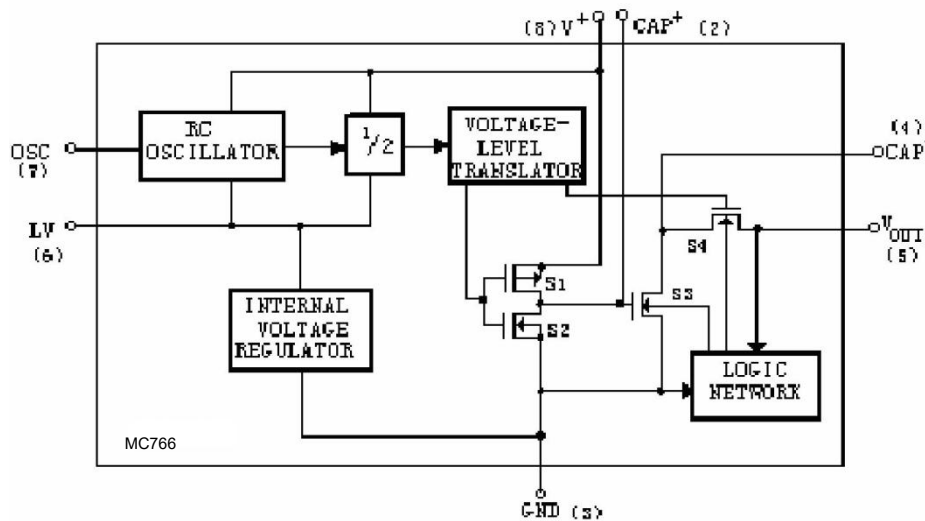 (8) V+ CAP+ (2)
RC
OSCILLATOR
1/2
VOLTAGE-
LEVEL
TRANSLATOR
OSC
(7)
(4)
CAP
LV
(6)
S4
VOUT
(5)
S1
S2
S3
INTERNAL
VOLTAGE
REGULATOR
LOGIC
NETWORK
MC766
GND (3)